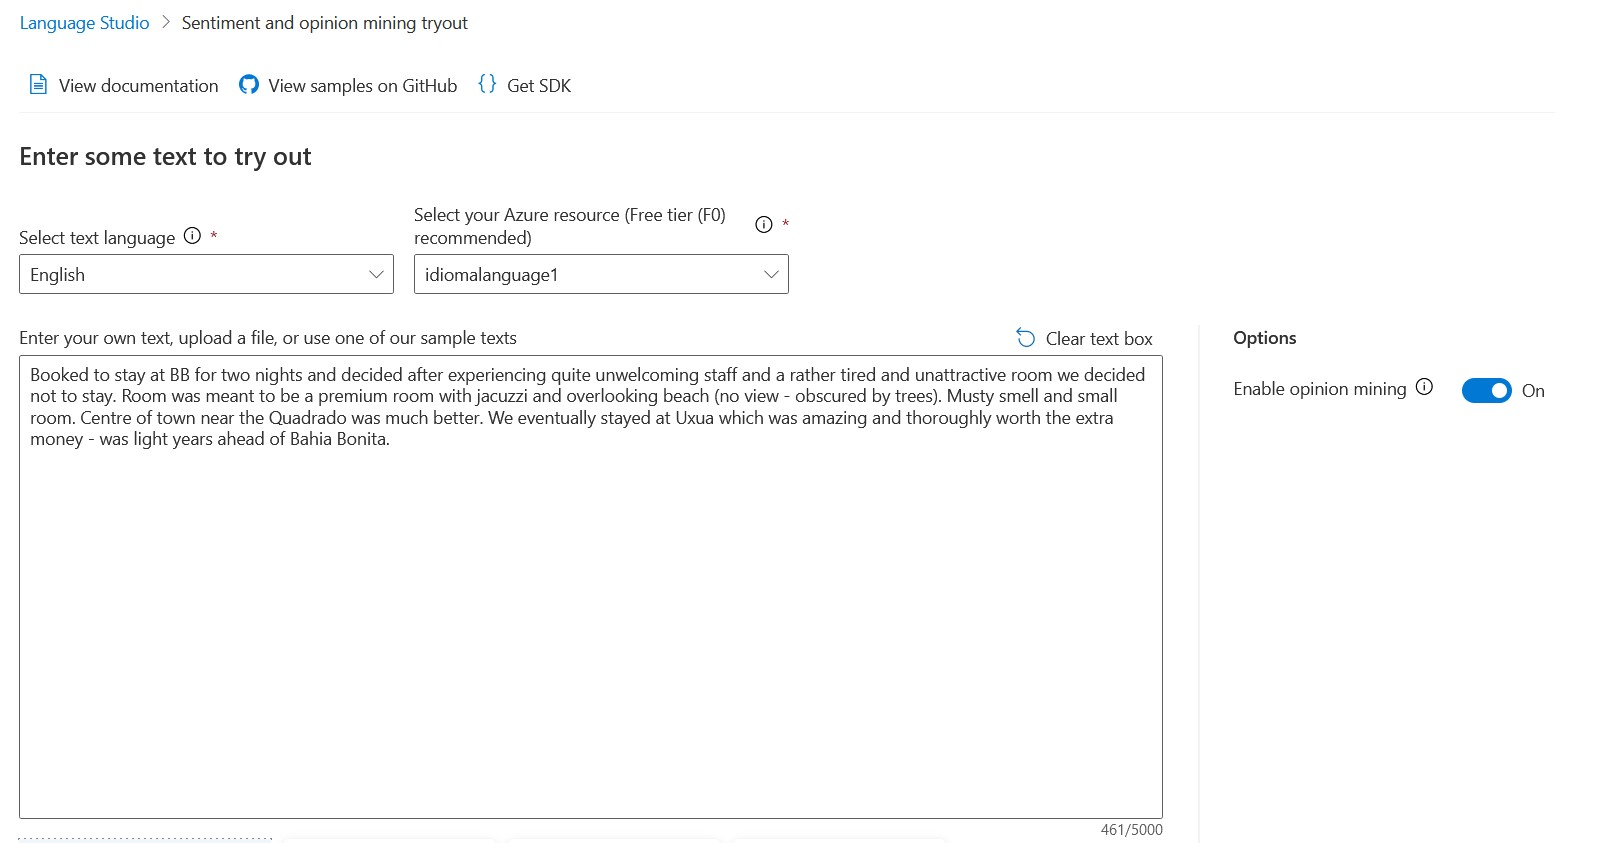 Language Studio > Sentiment and opinion mining tryout
View documentation View samples on GitHub {} Get SDK
Enter some text to try out
Select your Azure resource (Free tier (F0)
recommended) *
Select text language *
English
idiomalanguage1
Enter your own text, upload a file, or use one of our sample texts
Clear text box
Booked to stay at BB for two nights and decided after experiencing quite unwelcoming staff and a rather tired and unattractive room we decided
not to stay. Room was meant to be a premium room with jacuzzi and overlooking beach (no view - obscured by trees). Musty smell and small
room. Centre of town near the Quadrado was much better. We eventually stayed at Uxua which was amazing and thoroughly worth the extra
money - was light years ahead of Bahia Bonita.
461/5000
Options
Enable opinion mining On